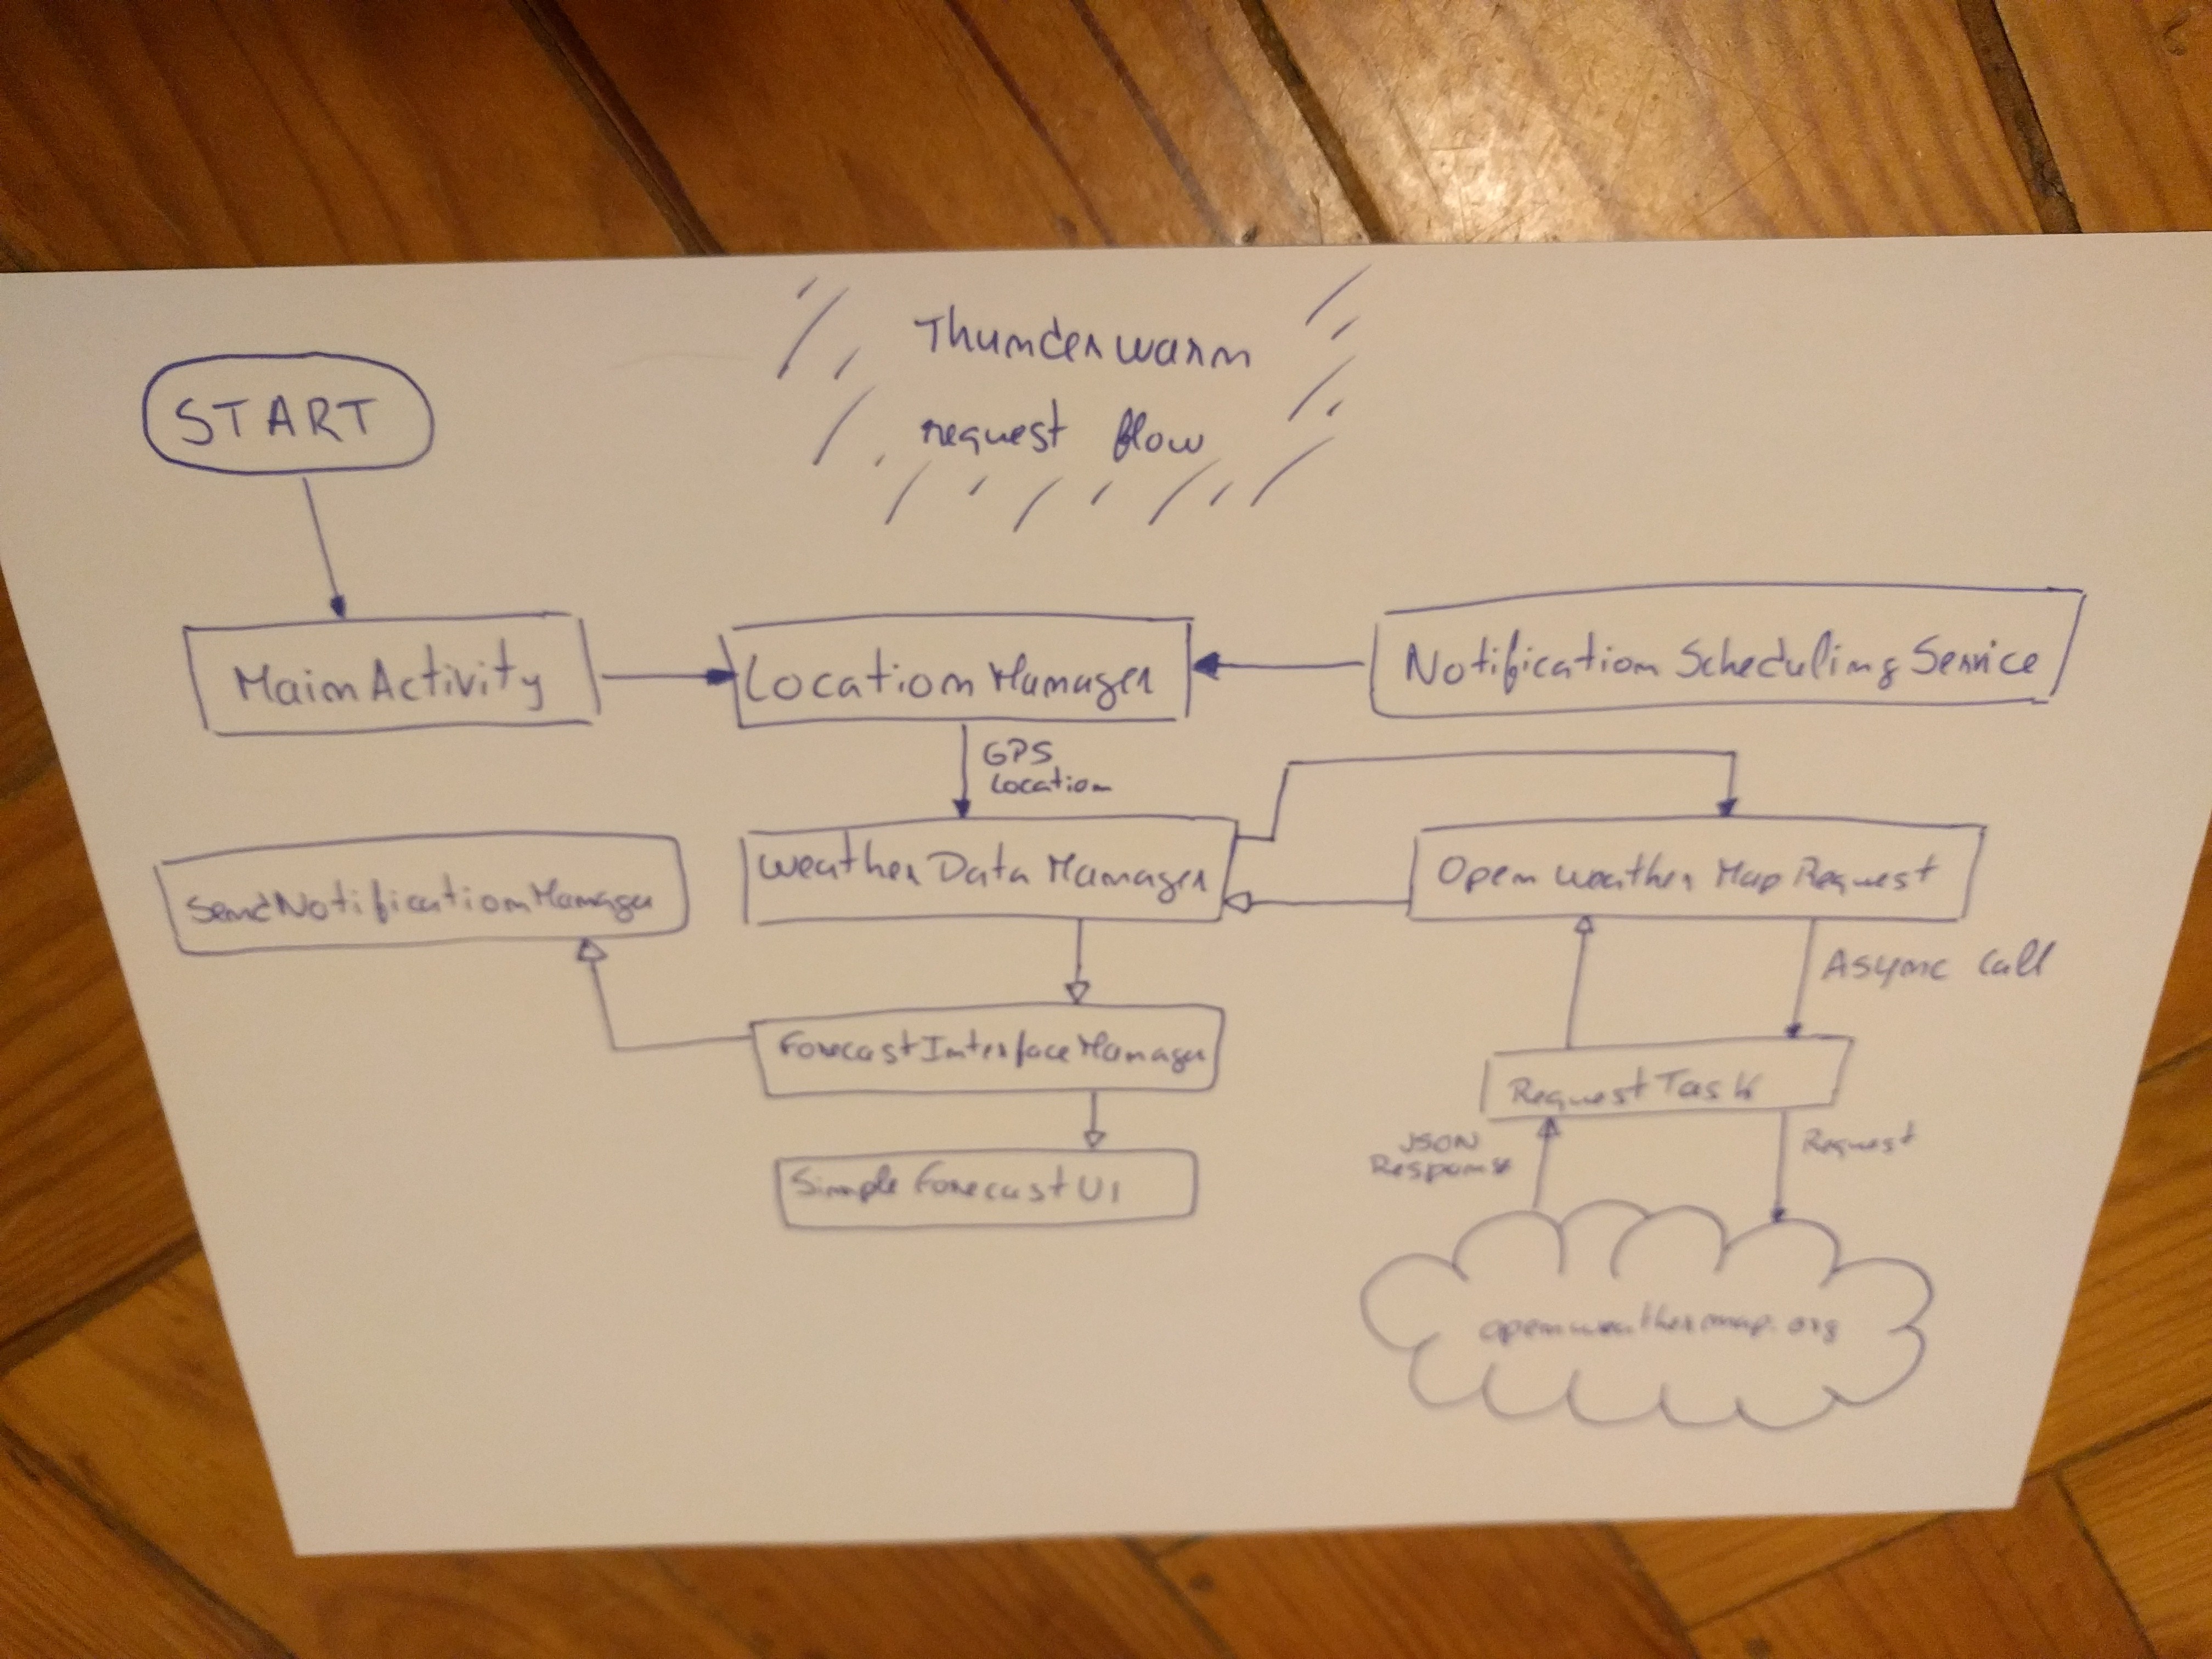 Thunderwarn
request flow
START
MainActivity
LocationManager
NotificationSchedulingService
GPS
Location
SendNotificationManager
WeatherDataManager
OpenWeatherMapRequest
Async Call
ForecastInterfaceManager
RequestTask
JSON
Response
Request
SimpleForecastUI
openweathermap.org